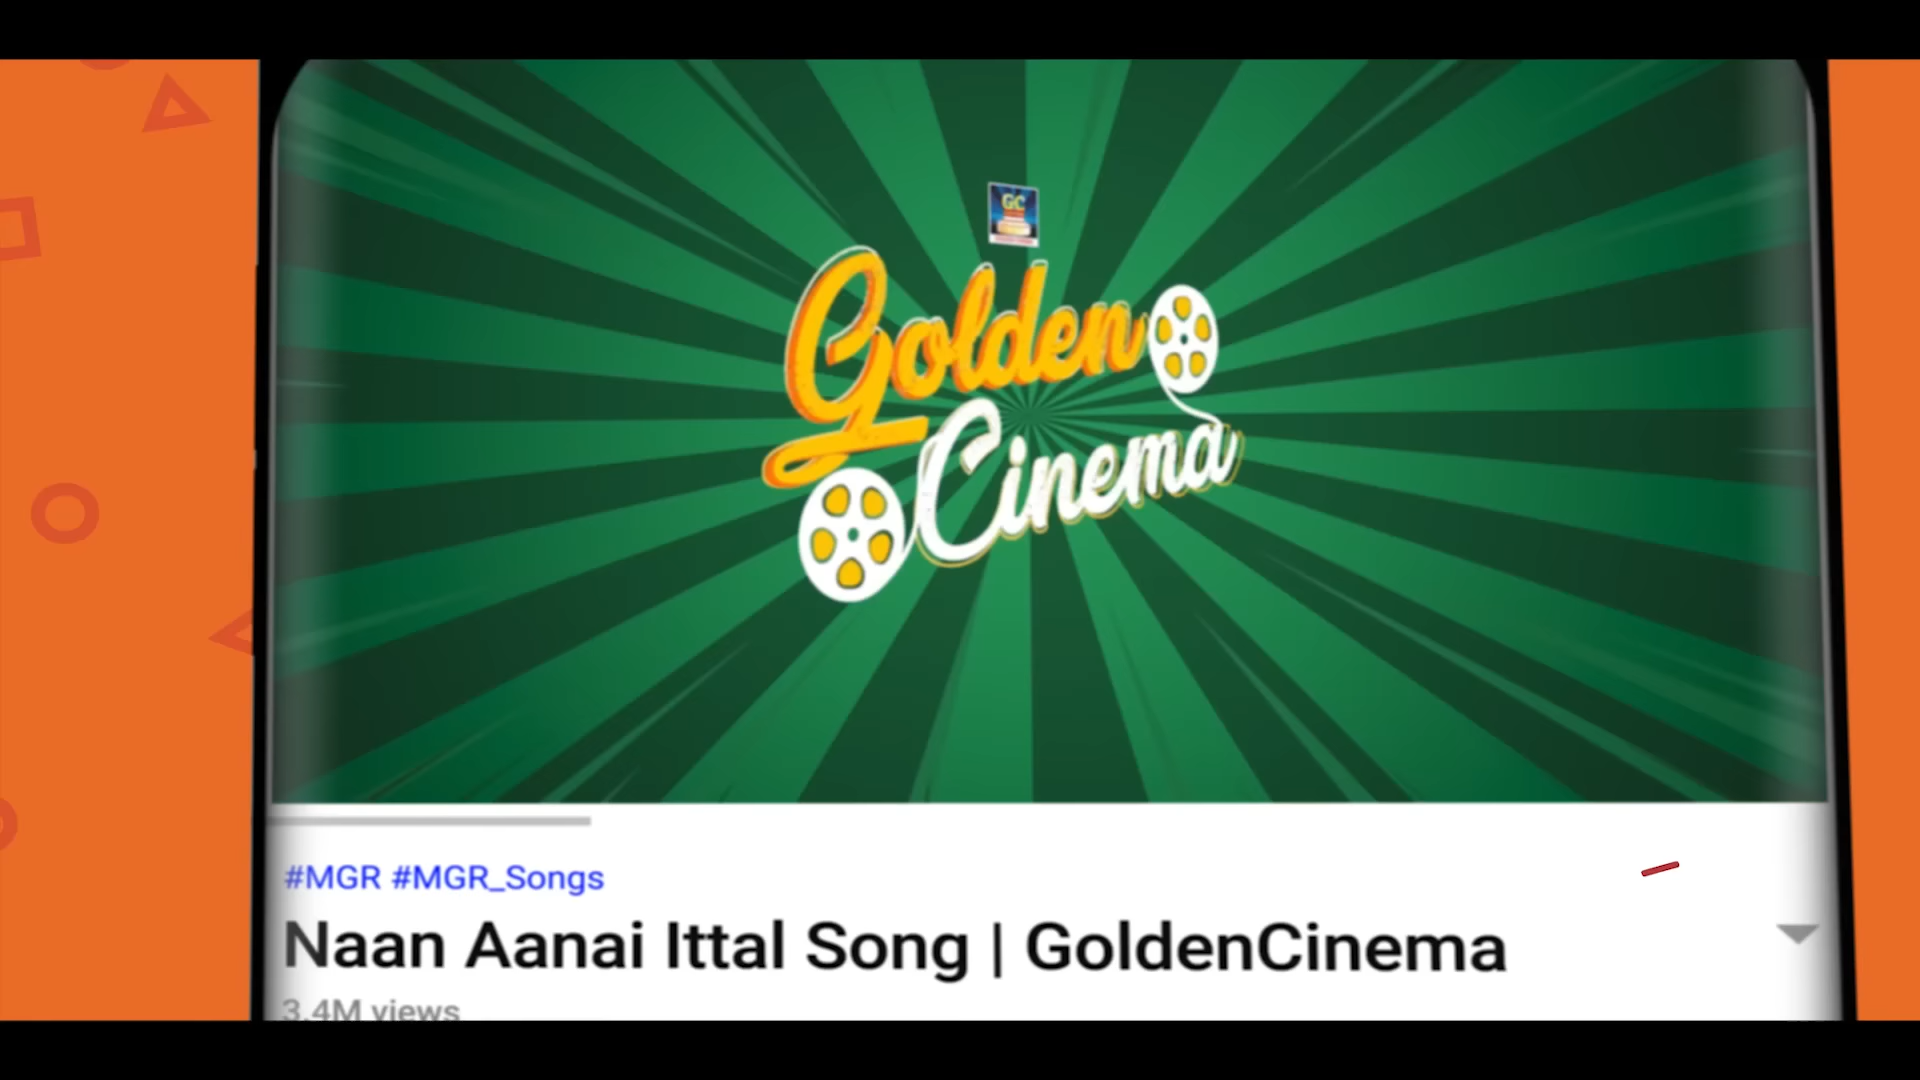 GC
Golden
Cinema
#MGR #MGR_Songs
Naan Aanai Ittal Song | GoldenCinema
3.4M views